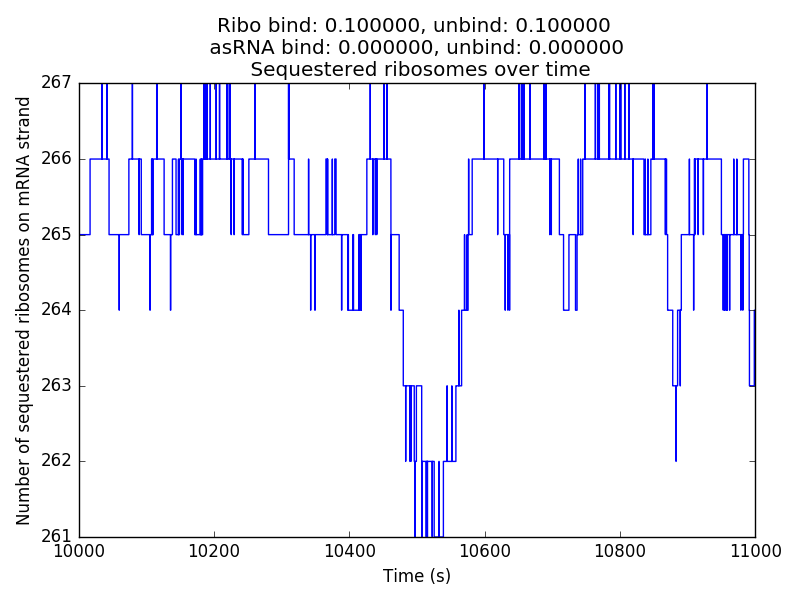 Ribo bind: 0.100000, unbind: 0.100000
asRNA bind: 0.000000, unbind: 0.000000
Sequestered ribosomes over time
Number of sequestered ribosomes on mRNA strand
267
266
265
264
263
262
261
10000 10200 10400 10600 10800 11000
Time (s)